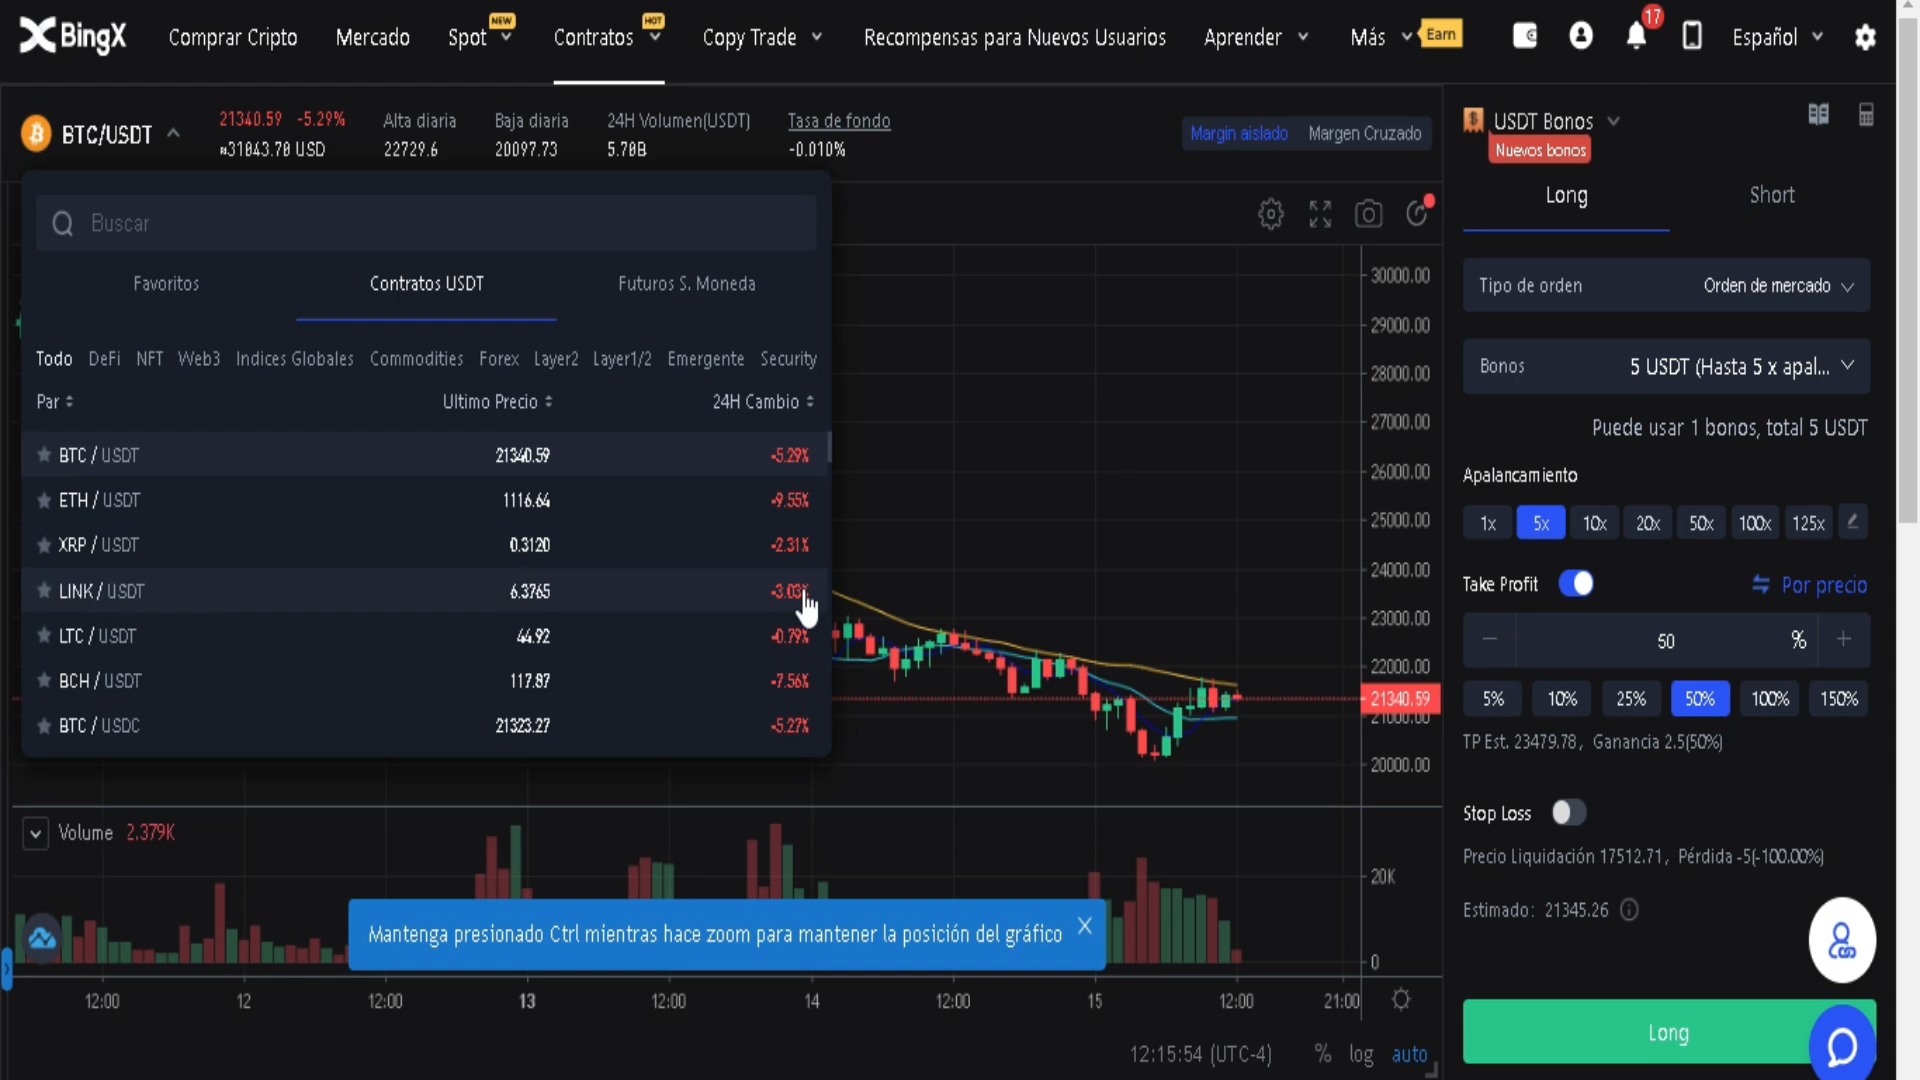 BingX
Comprar Cripto
Mercado
Spot
NEW
Contratos
HOT
Copy Trade
Recompensas para Nuevos Usuarios
Aprender
Más
Earn
17
Español
BTC/USDT
21340.59 -5.29%
≈31843.78 USD
Alta diaria
22729.6
Baja diaria
20097.73
24H Volumen(USDT)
5.78B
Tasa de fondo
-0.010%
Margin aislado
Margen Cruzado
Buscar
Favoritos
Contratos USDT
Futuros S. Moneda
Todo DeFi NFT Web3 Indices Globales Commodities Forex Layer2 Layer1/2 Emergente Security
Par Ultimo Precio 24H Cambio
BTC / USDT 21340.59 -5.29%
ETH / USDT 1116.64 -9.55%
XRP / USDT 0.3120 -2.31%
LINK / USDT 6.3765 -3.03%
LTC / USDT 44.92 -0.79%
BCH / USDT 117.87 -7.56%
BTC / USDC 21323.27 -5.27%
30000.00
29000.00
28000.00
27000.00
26000.00
25000.00
24000.00
23000.00
22000.00
21340.59
21000.00
20000.00
Volume 2.379K
20K
0
Mantenga presionado Ctrl mientras hace zoom para mantener la posición del gráfico
12:00 12 12:00 13 12:00 14 12:00 15 12:00 21:00
12:15:54 (UTC-4) % log auto
USDT Bonos
Nuevos bonos
Long
Short
Tipo de orden Orden de mercado
Bonos 5 USDT (Hasta 5 x apal...
Puede usar 1 bonos, total 5 USDT
Apalancamiento
1x 5x 10x 20x 50x 100x 125x
Take Profit Por precio
50 %
5% 10% 25% 50% 100% 150%
TP Est. 23479.78, Ganancia 2.5(50%)
Stop Loss
Precio Liquidación 17512.71, Pérdida -5(-100.00%)
Estimado: 21345.26
Long